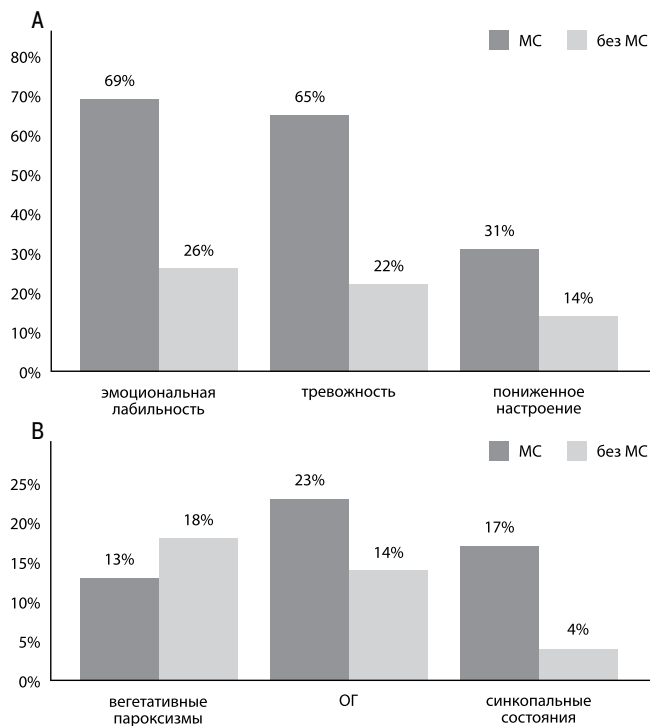 А
МС
без МС
80%
70%
60%
50%
40%
30%
20%
10%
0%
69%
26%
65%
22%
31%
14%
эмоциональная
лабильность
тревожность
пониженное
настроение
В
МС
без МС
25%
20%
15%
10%
5%
0%
13%
18%
23%
14%
17%
4%
вегетативные
пароксизмы
ОГ
синкопальные
состояния